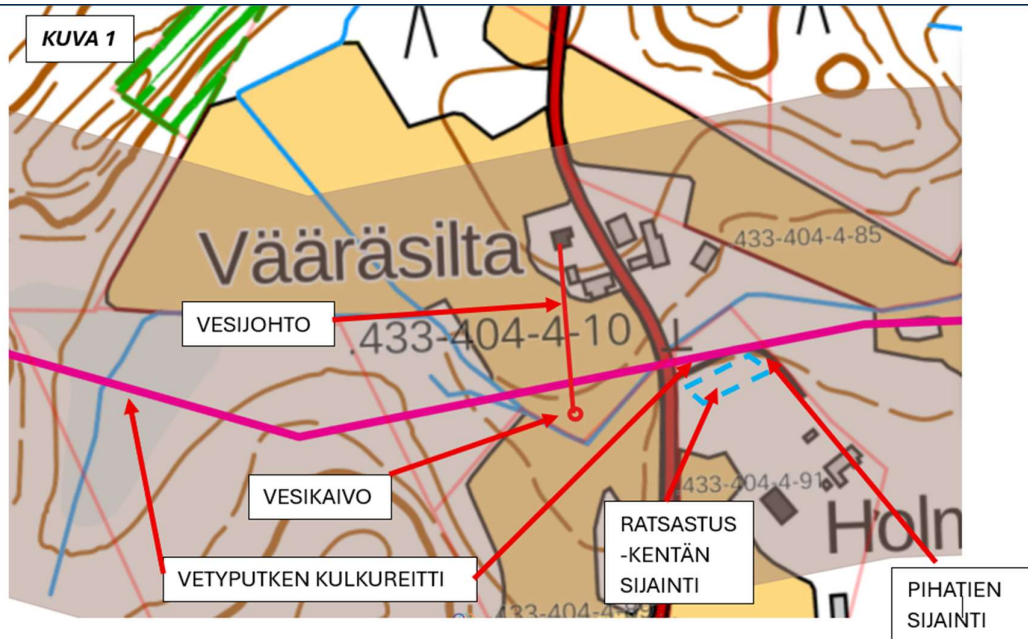 KUVA 1
Vääräsilta
433-404-4-85
VESIJOHTO
433-404-4-10
VESIKAIVO
433-404-4-91
RATSASTUS
-KENTÄN
SIJAINTI
Holm
VETYPUTKEN KULKUREITTI
PIHATIEN
SIJAINTI